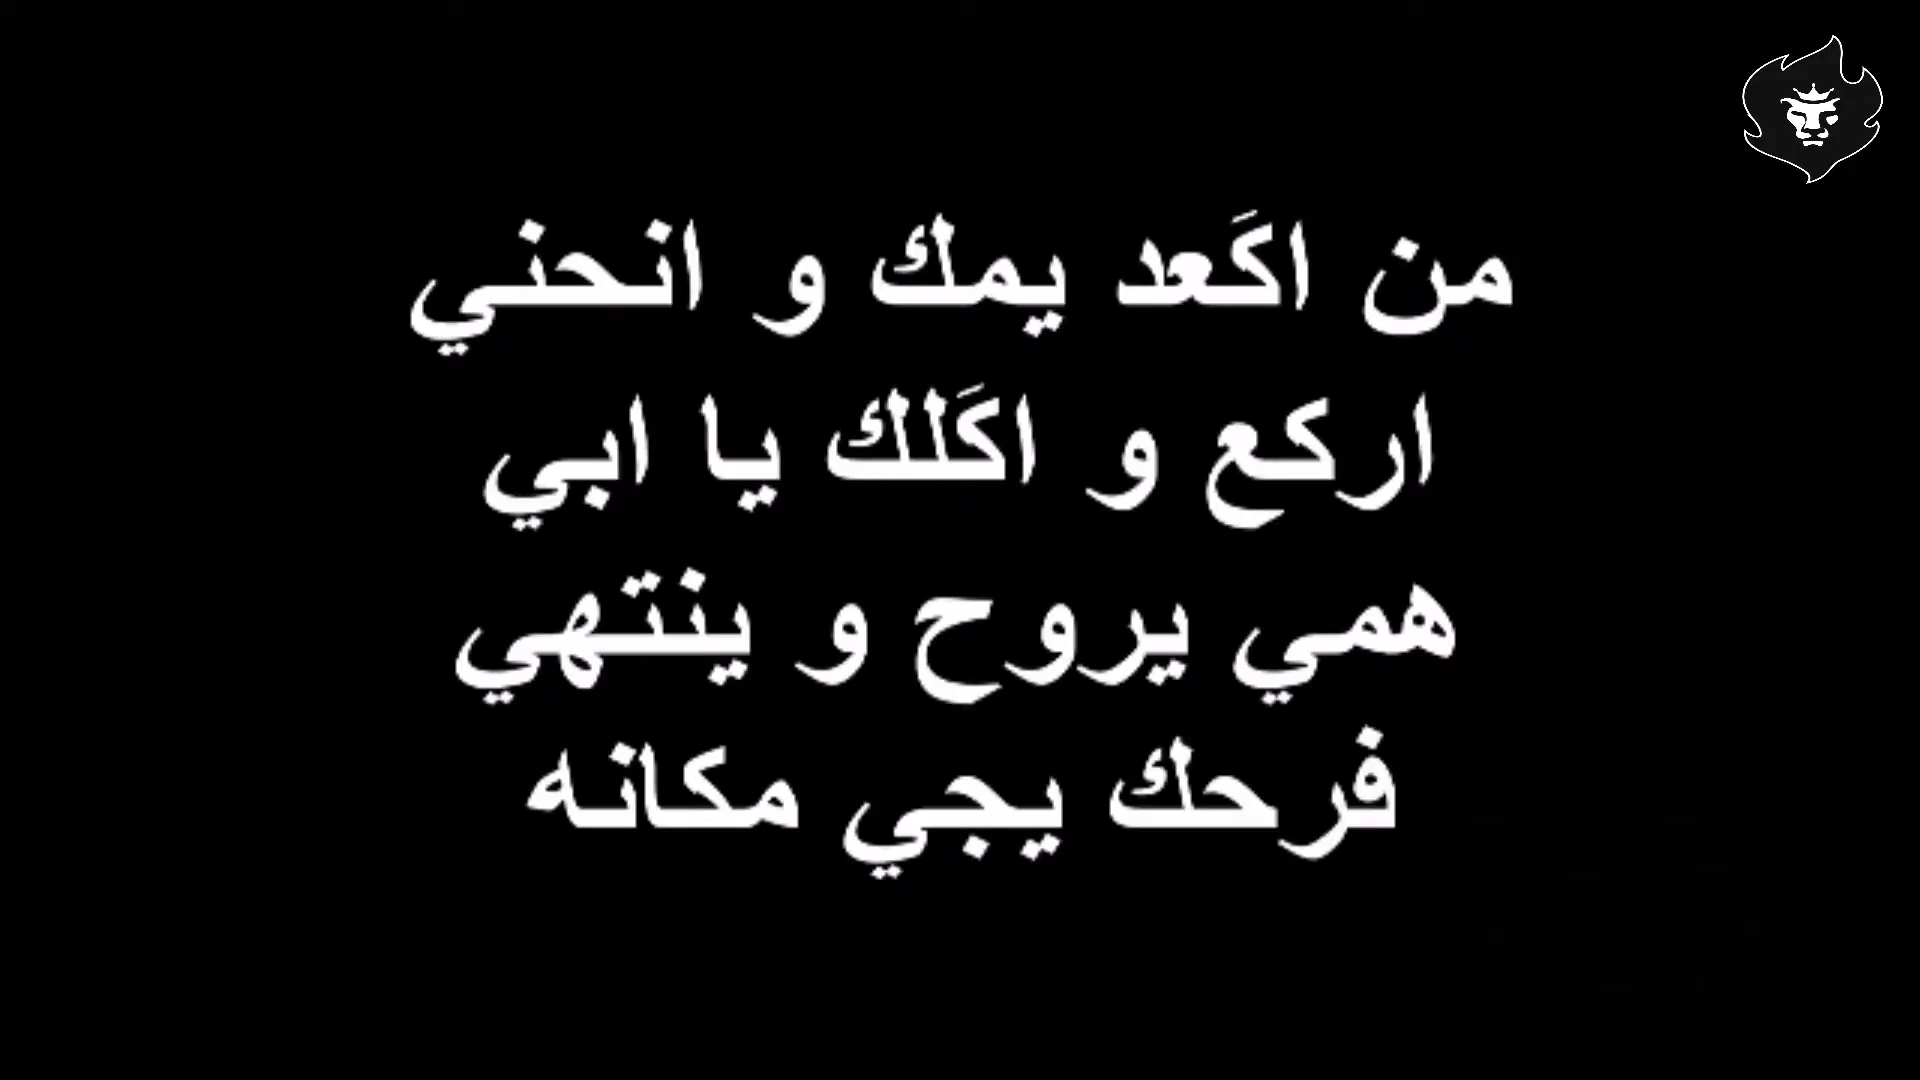 من اكَعد يمك و انحني
اركع و اكَلك يا ابي
همي يروح و ينتهي
فرحك يجي مكانه